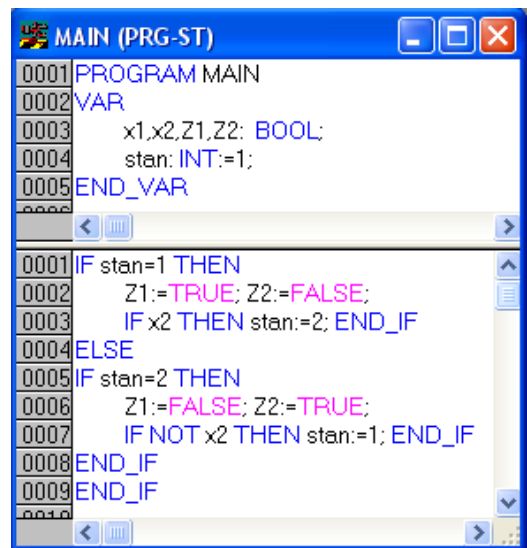 MAIN (PRG-ST)
0001 PROGRAM MAIN
0002 VAR
0003 x1,x2,Z1,Z2: BOOL;
0004 stan: INT:=1;
0005 END_VAR
0001 IF stan=1 THEN
0002 Z1:=TRUE; Z2:=FALSE;
0003 IF x2 THEN stan:=2; END_IF
0004 ELSE
0005 IF stan=2 THEN
0006 Z1:=FALSE; Z2:=TRUE;
0007 IF NOT x2 THEN stan:=1; END_IF
0008 END_IF
0009 END_IF